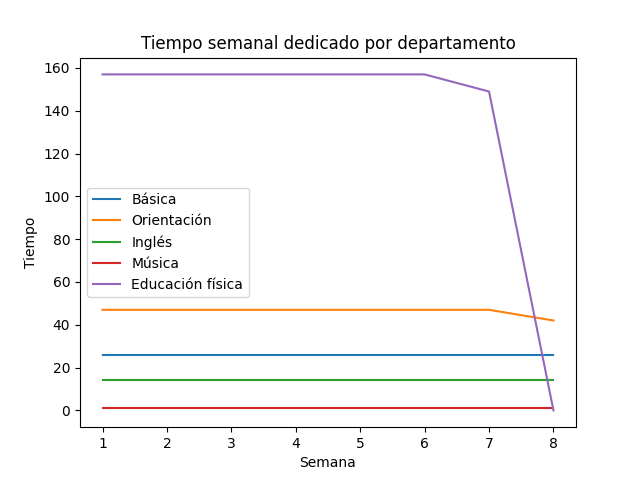 Tiempo semanal dedicado por departamento
160
140
120
100
80
60
40
20
0
Tiempo
Básica
Orientación
Inglés
Música
Educación física
1 2 3 4 5 6 7 8
Semana